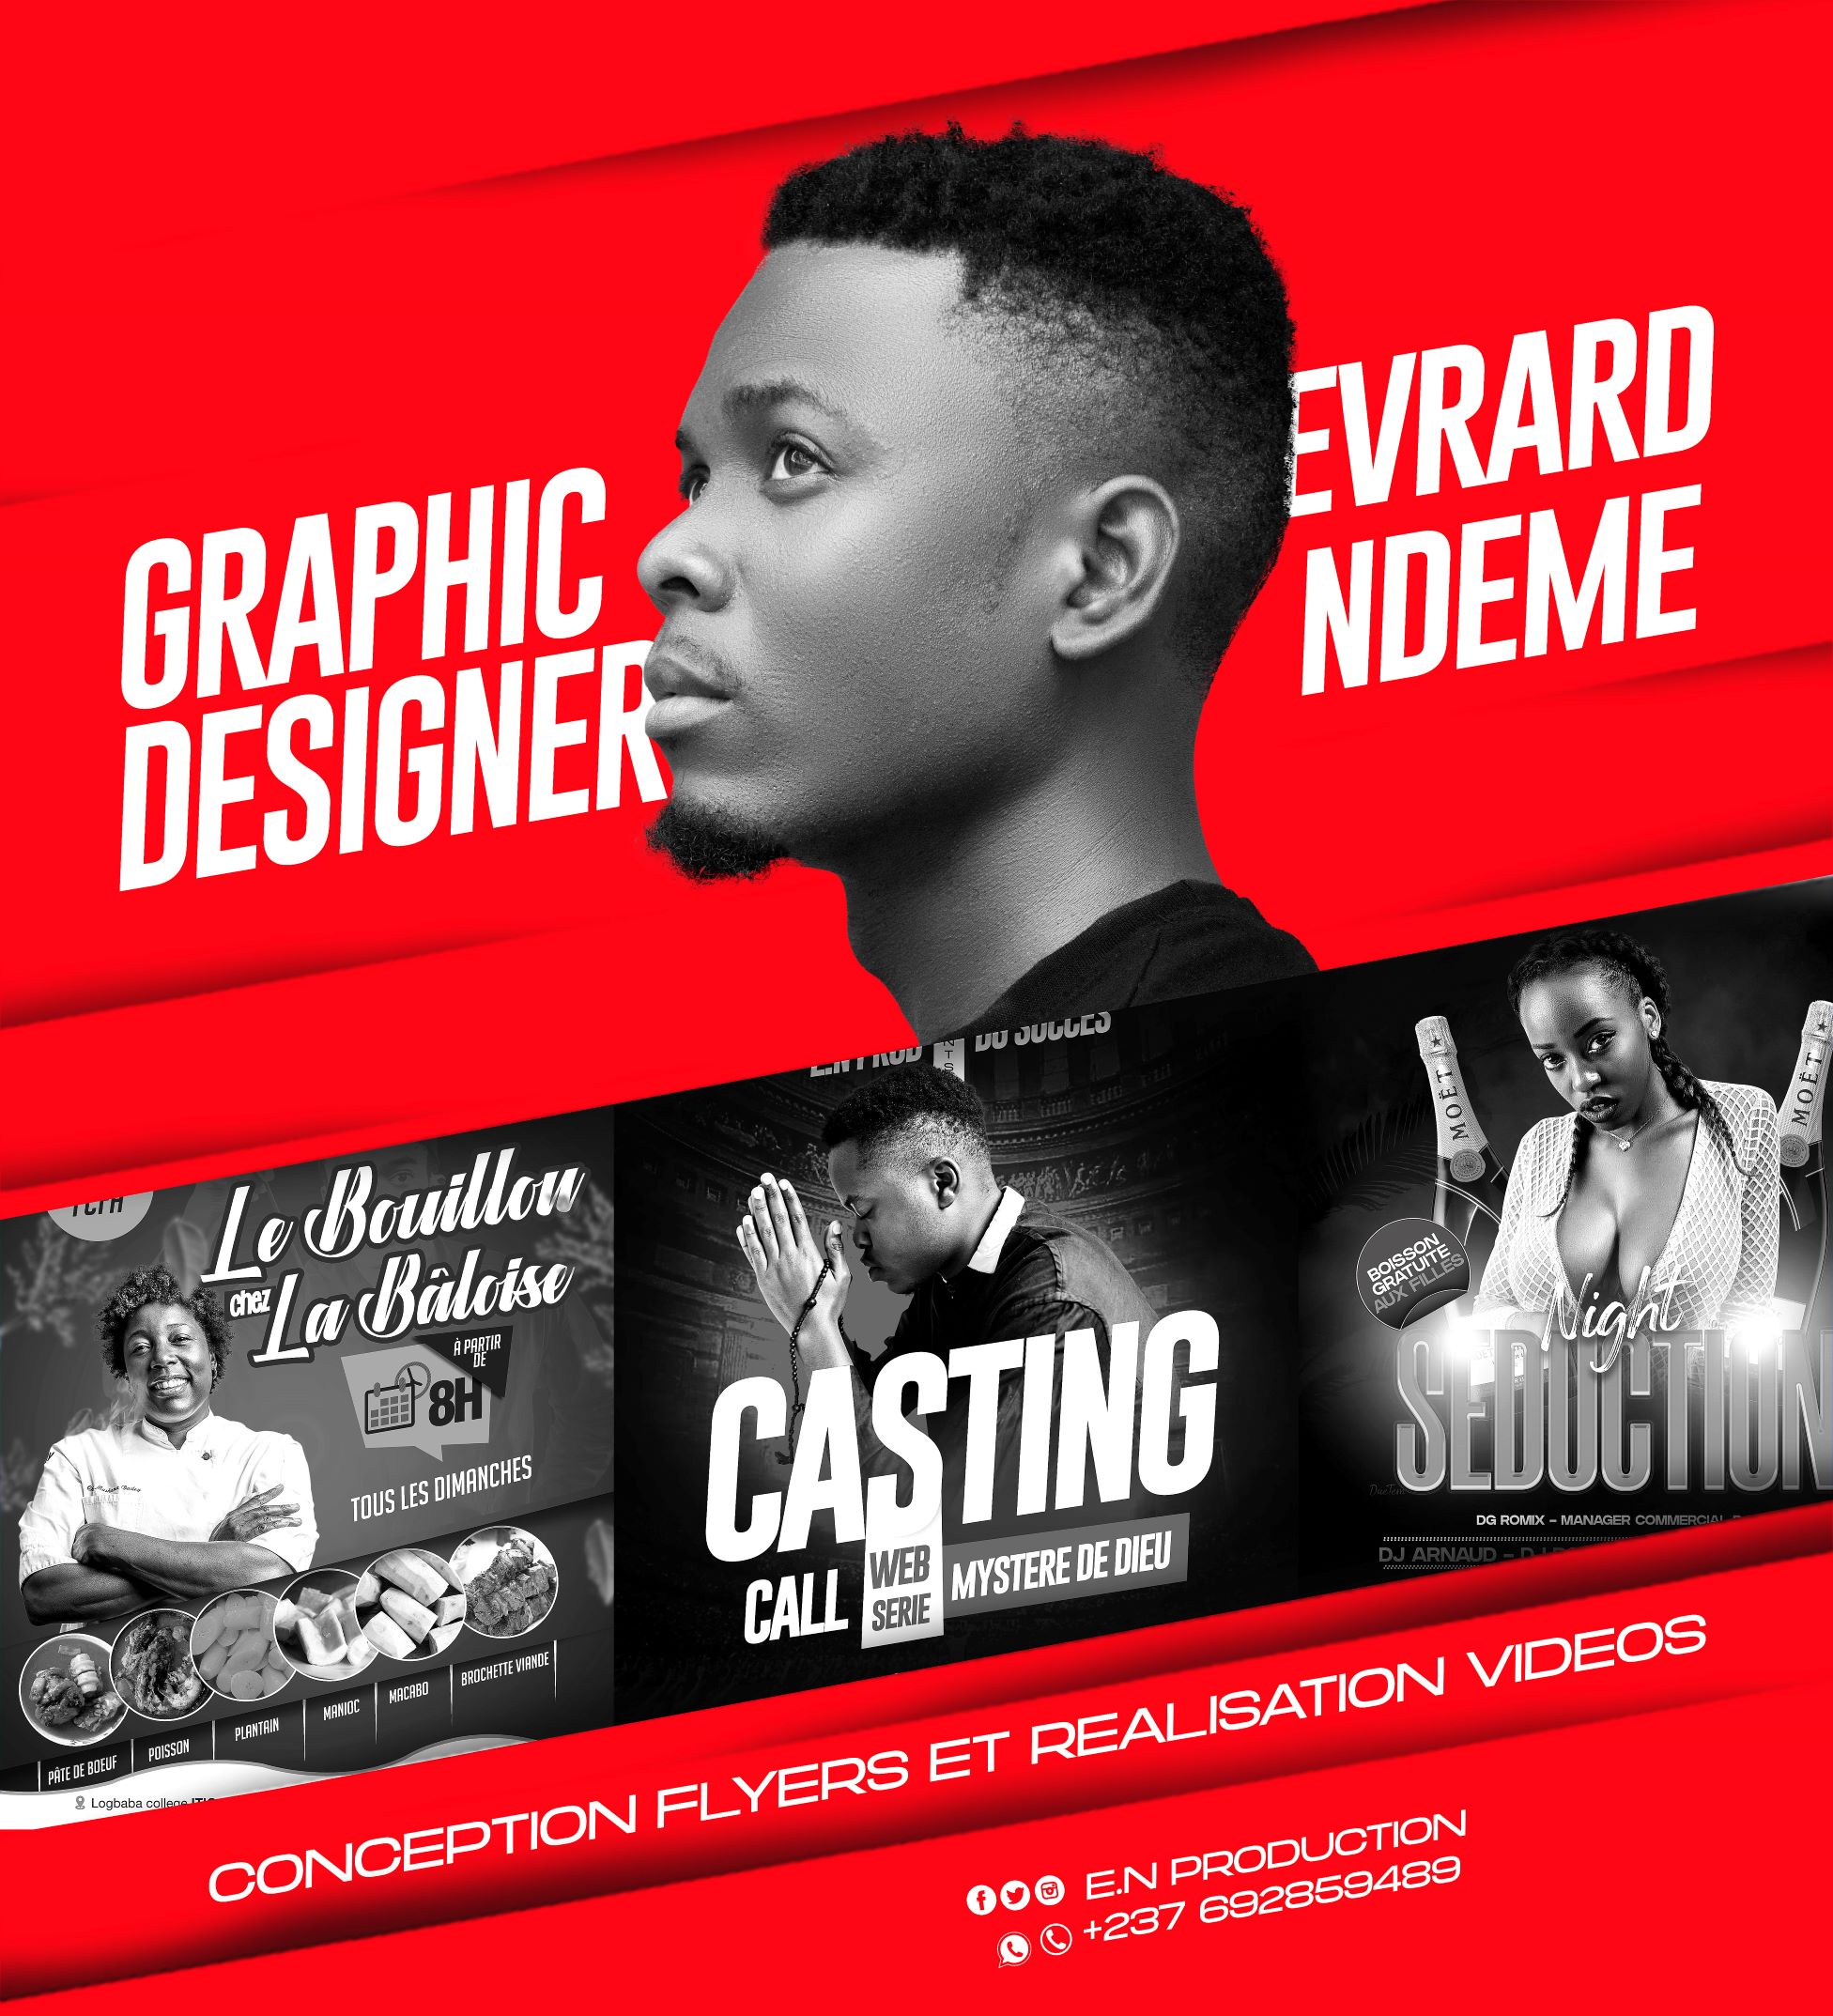 GRAPHIC
DESIGNER
EVRARD
NDEME
FCFA
Le Bouillon
chez La Bâloise
À PARTIR
DE
8H
TOUS LES DIMANCHES
PÂTE DE BOEUF
POISSON
PLANTAIN
MANIOC
MACABO
BROCHETTE VIANDE
Logbaba college
E.N PROD
DU SUCCES
CASTING
CALL
WEB
SERIE
MYSTERE DE DIEU
MOËT
MOËT
BOISSON
GRATUITE
AUX FILLES
Night
SEDUCTION
DG ROMIX - MANAGER COMMERCIAL
DJ ARNAUD -
CONCEPTION FLYERS ET REALISATION VIDEOS
E.N PRODUCTION
+237 692859489